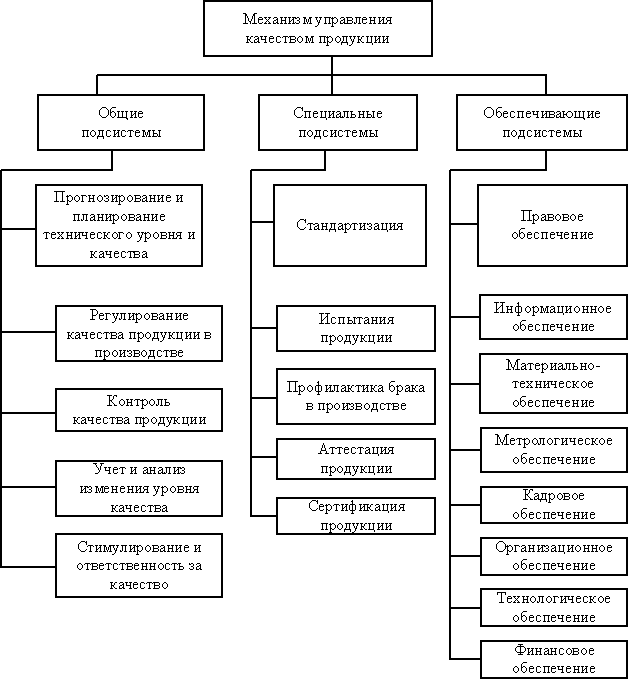 Механизм управления
качеством продукции
Общие
подсистемы
Специальные
подсистемы
Обеспечивающие
подсистемы
Прогнозирование и
планирование
технического уровня и
качества
Регулирование
качества продукции в
производстве
Контроль
качества продукции
Учет и анализ
изменения уровня
качества
Стимулирование и
ответственность за
качество
Стандартизация
Испытания
продукции
Профилактика брака
в производстве
Аттестация
продукции
Сертификация
продукции
Правовое
обеспечение
Информационное
обеспечение
Материально-
техническое
обеспечение
Метрологическое
обеспечение
Кадровое
обеспечение
Организационное
обеспечение
Технологическое
обеспечение
Финансовое
обеспечение